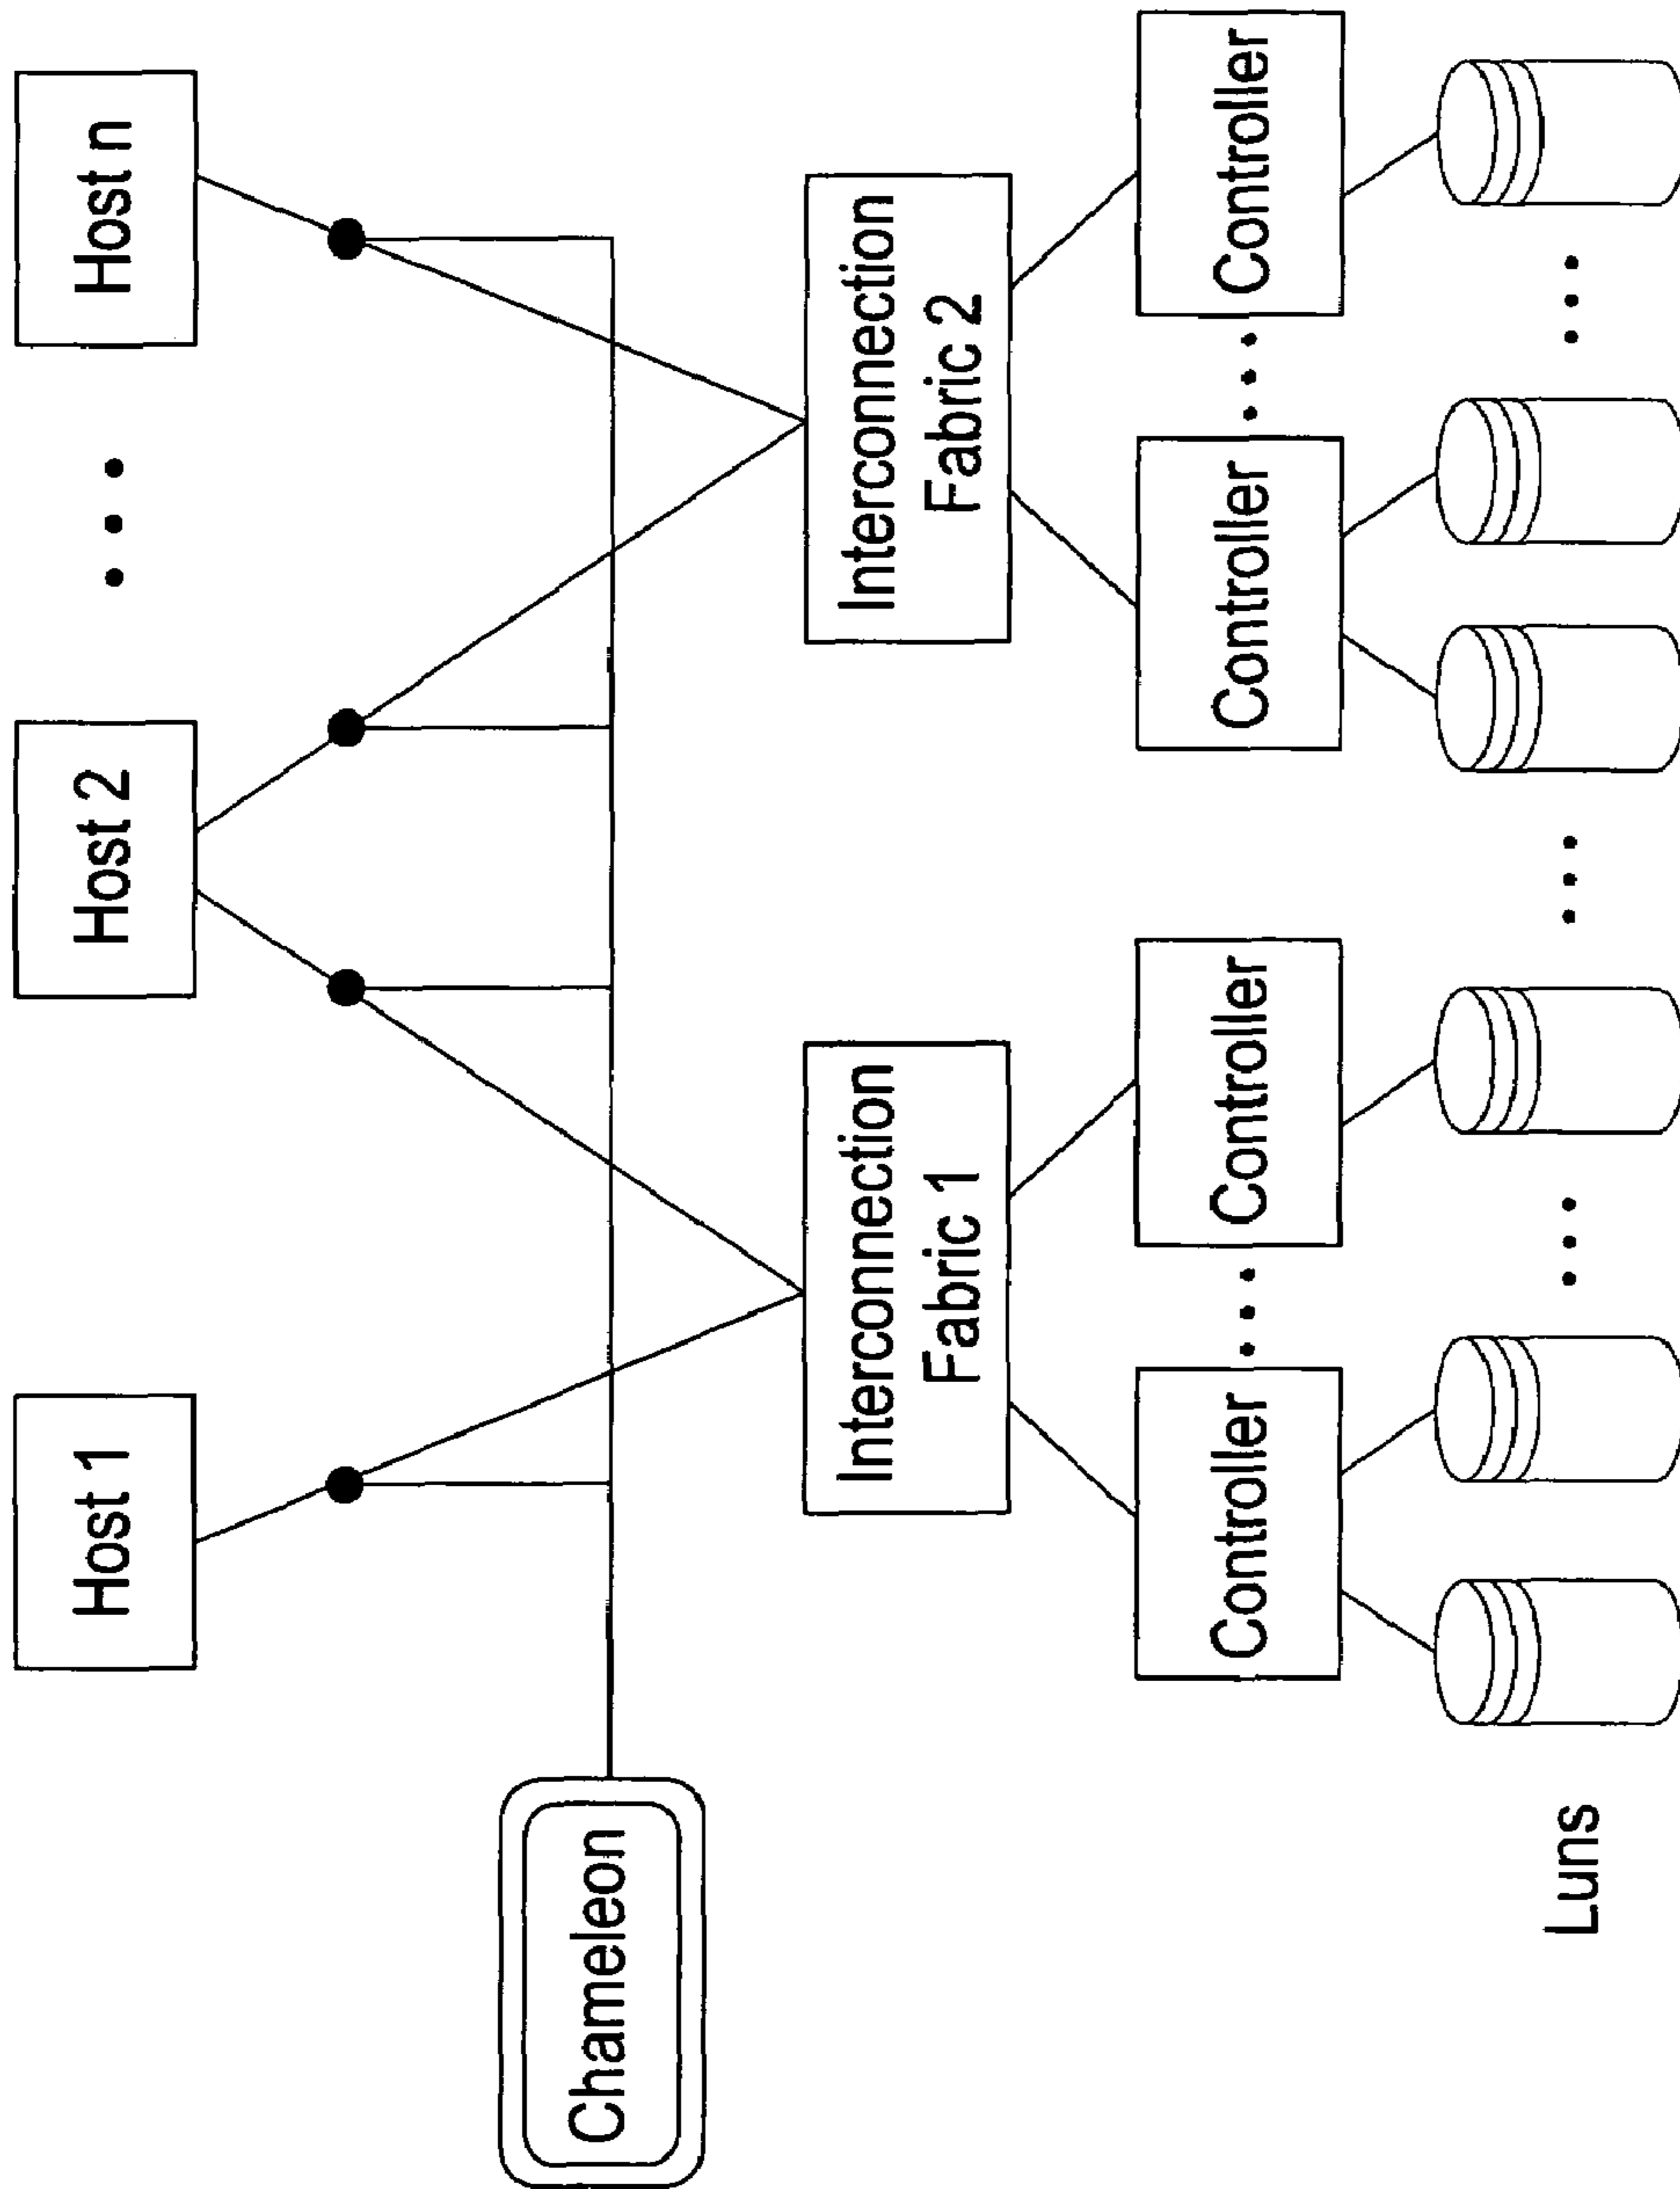 Host 1
Host 2
Host n
Chameleon
Interconnection
Fabric 1
Interconnection
Fabric 2
Controller
Controller
Controller
Controller
Luns